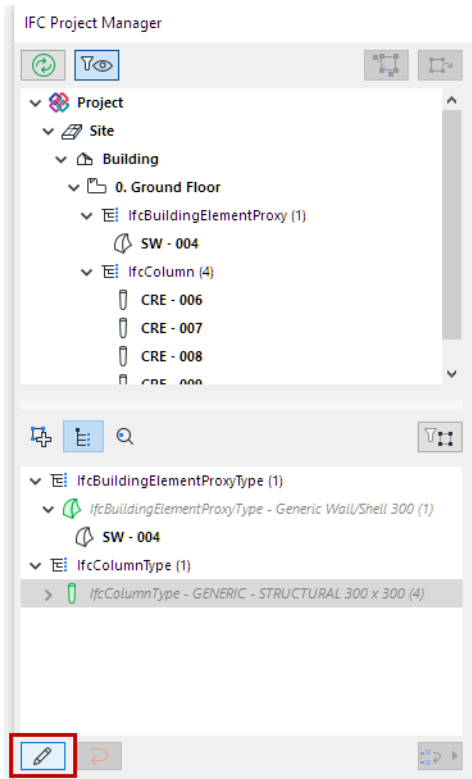 IFC Project Manager
Project
Site
Building
0. Ground Floor
IfcBuildingElementProxy (1)
SW - 004
IfcColumn (4)
CRE - 006
CRE - 007
CRE - 008
CRE - 009
IfcBuildingElementProxyType (1)
IfcBuildingElementProxyType - Generic Wall/Shell 300 (1)
SW - 004
IfcColumnType (1)
IfcColumnType - GENERIC - STRUCTURAL 300 x 300 (4)